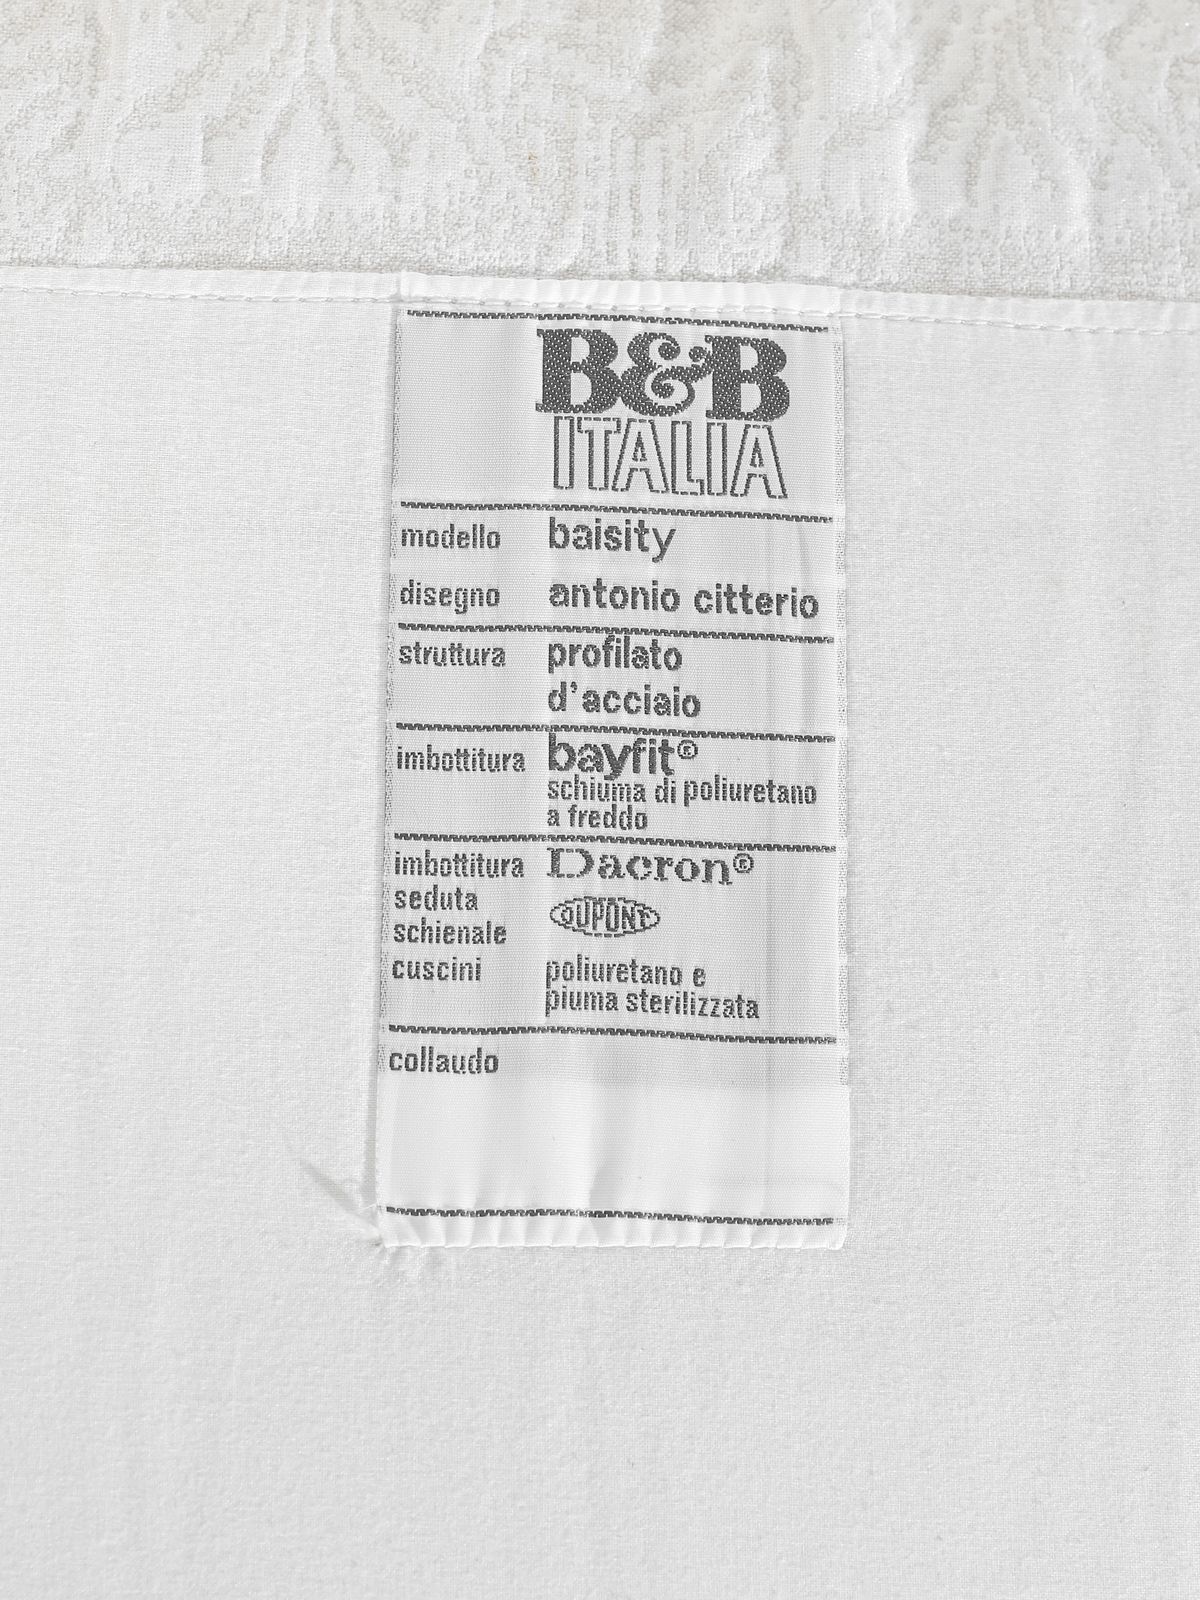 B&B
ITALIA
modello baisity
disegno antonio citterio
struttura profilato
d'acciaio
imbottitura bayfit®
schiuma di poliuretano
a freddo
imbottitura Dacron®
seduta
schienale DUPONT
cuscini poliuretano e
piuma sterilizzata
collaudo